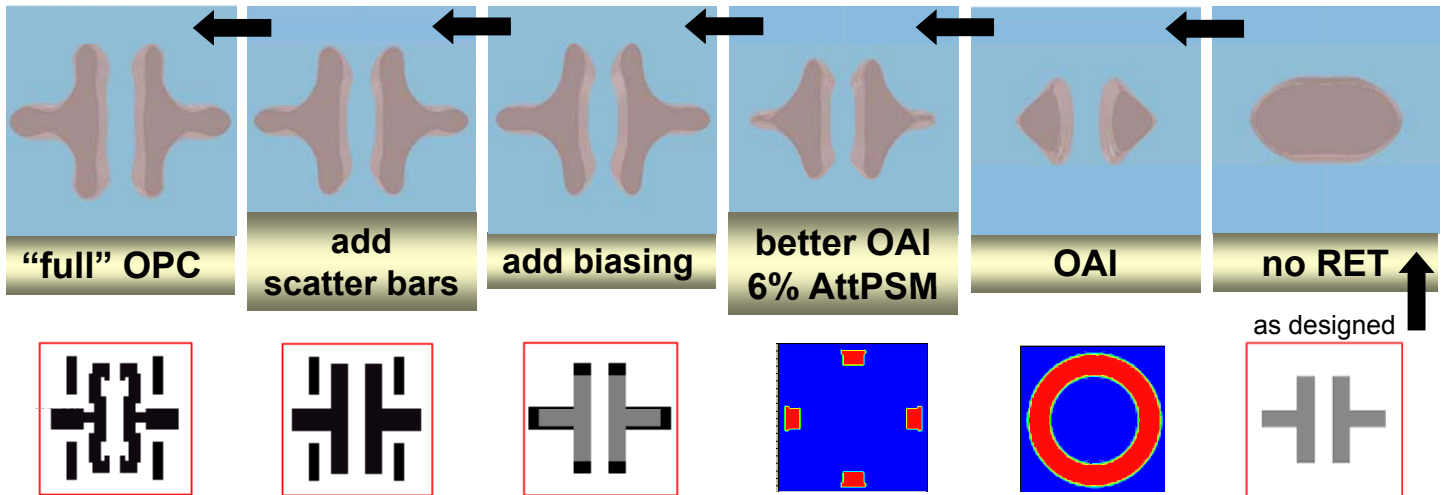 “full” OPC
add
scatter bars
add biasing
better OAI
6% AttPSM
OAI
no RET
as designed